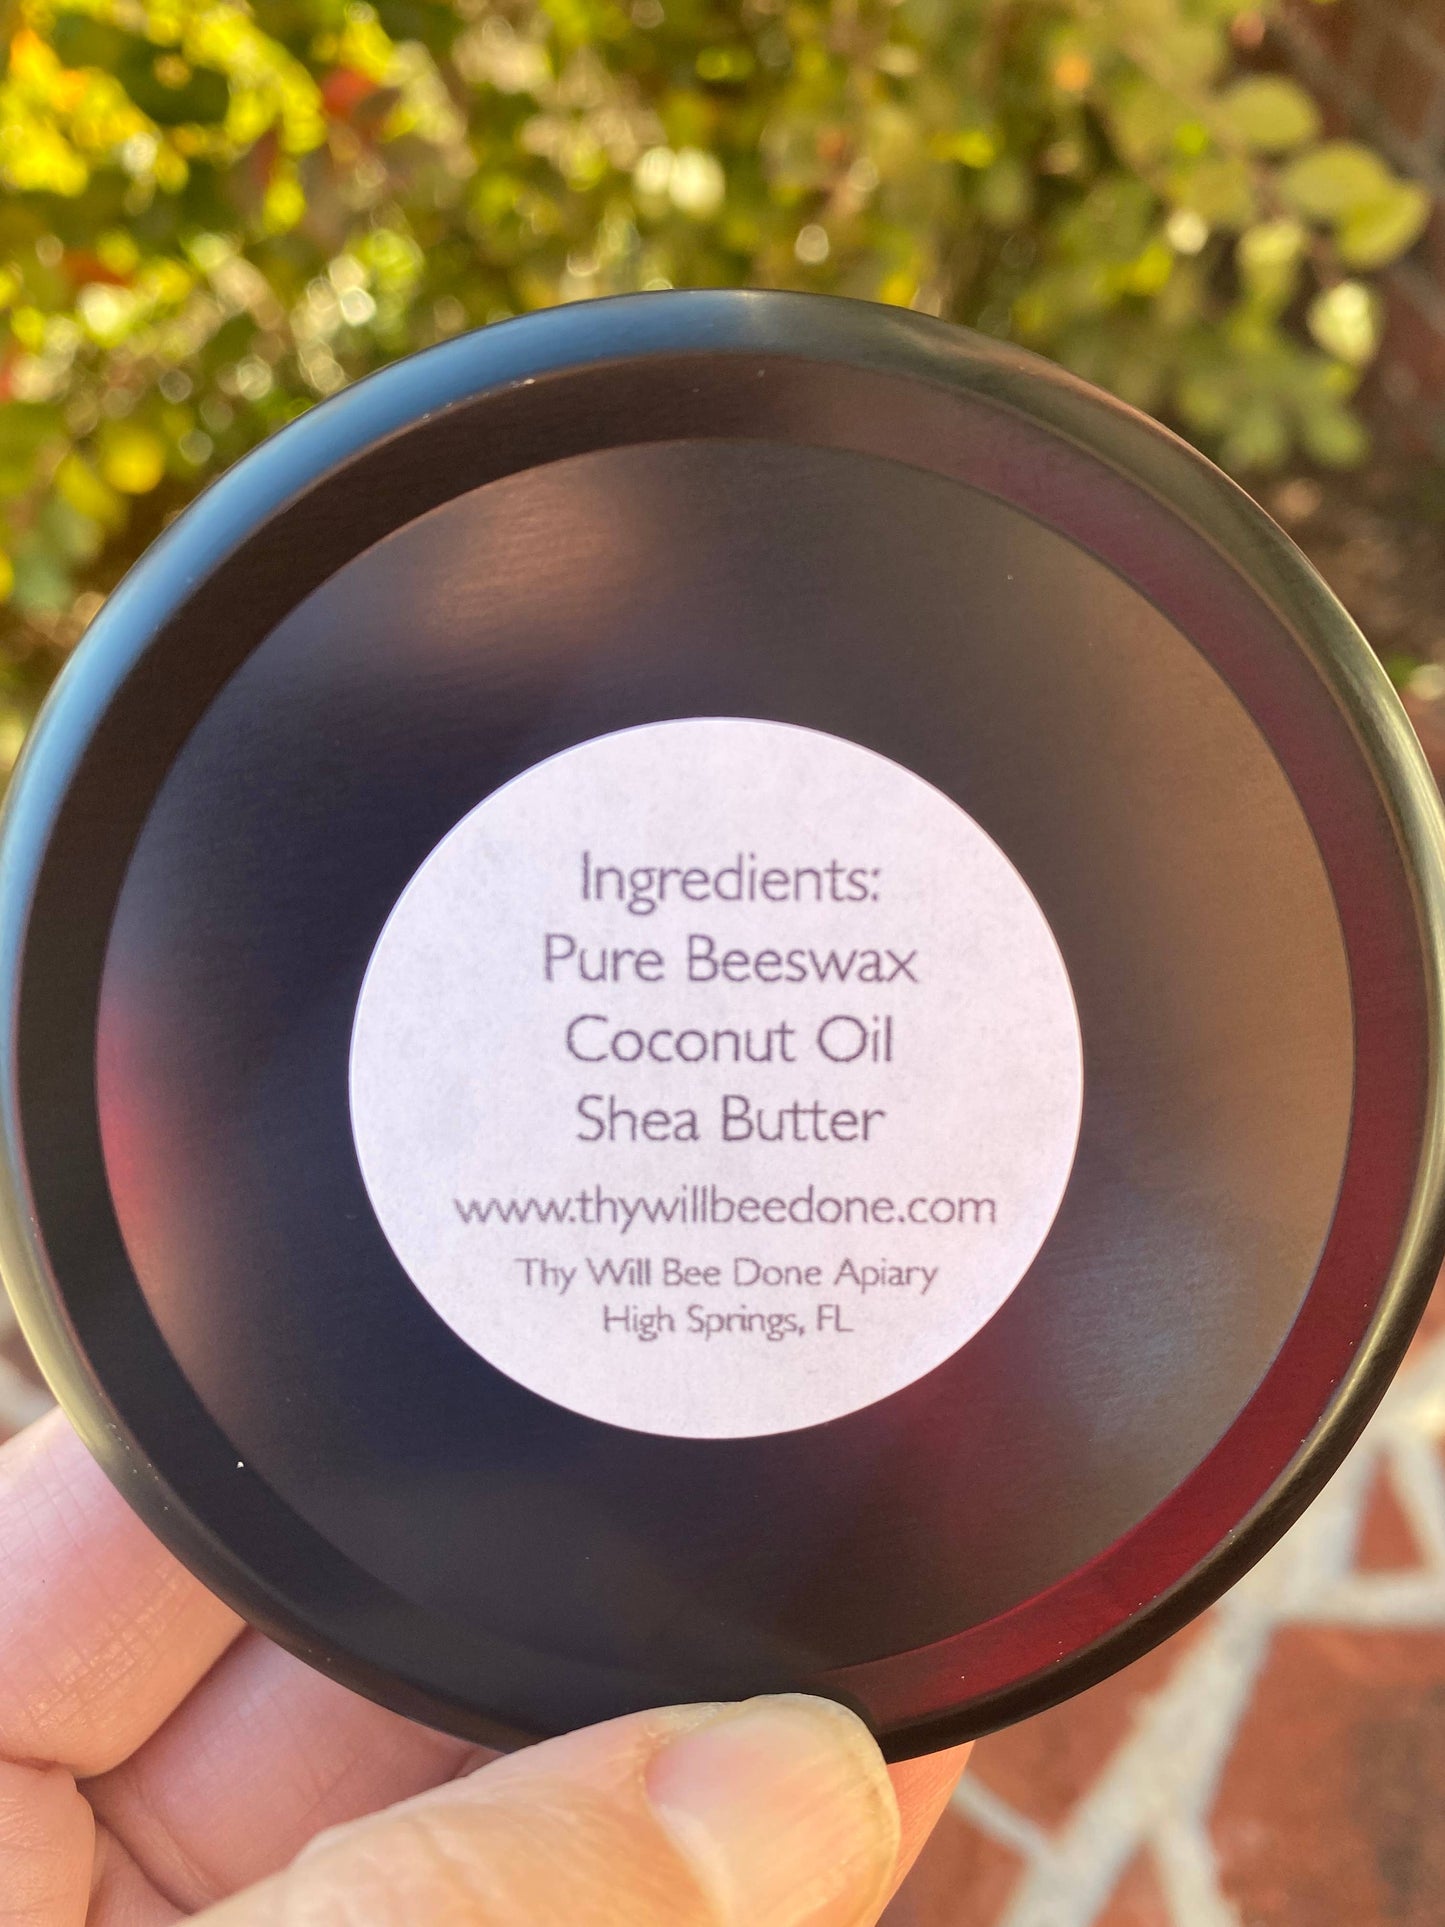 Ingredients:
Pure Beeswax
Coconut Oil
Shea Butter
www.thywillbeedone.com
Thy Will Bee Done Apiary
High Springs, FL